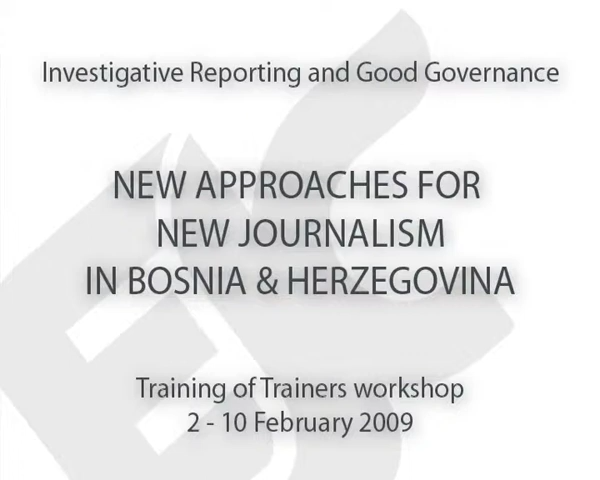 Investigative Reporting and Good Governance
NEW APPROACHES FOR
NEW JOURNALISM
IN BOSNIA & HERZEGOVINA
Training of Trainers workshop
2 - 10 February 2009